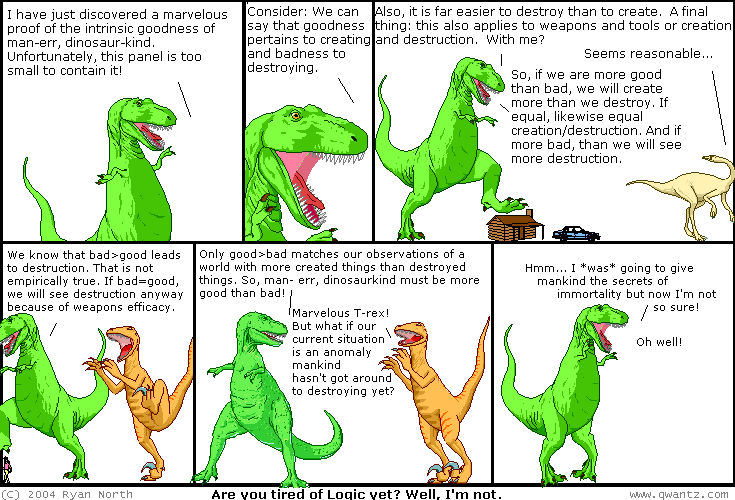 I have just discovered a marvelous
proof of the intrinsic goodness of
man-err, dinosaur-kind.
Unfortunately, this panel is too
small to contain it!
Consider: We can
say that goodness
pertains to creating
and badness to
destroying.
Also, it is far easier to destroy than to create. A final
thing: this also applies to weapons and tools or creation
and destruction. With me?
Seems reasonable...
So, if we are more good
than bad, we will create
more than we destroy. If
equal, likewise equal
creation/destruction. And if
more bad, than we will see
more destruction.
We know that bad>good leads
to destruction. That is not
empirically true. If bad=good,
we will see destruction anyway
because of weapons efficacy.
Only good>bad matches our observations of a
world with more created things than destroyed
things. So, man- err, dinosaurkind must be more
good than bad!
Marvelous T-rex!
But what if our
current situation
is an anomaly
mankind
hasn't got around
to destroying yet?
Hmm... I *was* going to give
mankind the secrets of
immortality but now I'm not
so sure!
Oh well!
(C) 2004 Ryan North
Are you tired of Logic yet? Well, I'm not.
www.qwantz.com